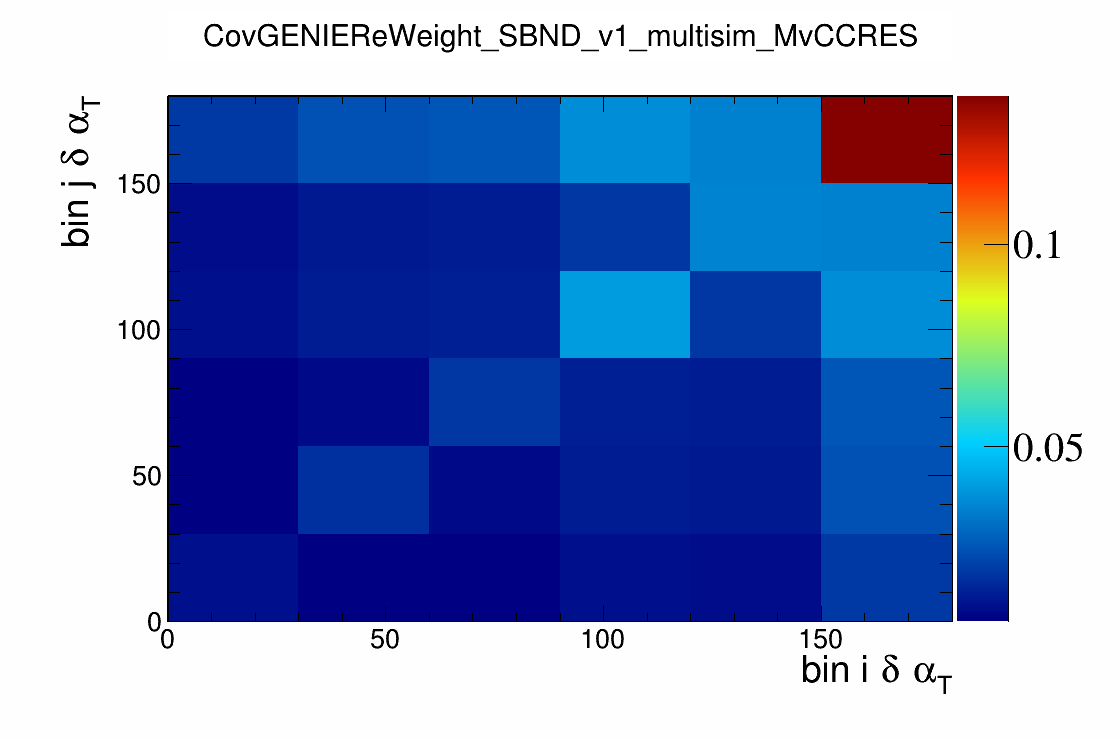 CovGENIEReWeight_SBND_v1_multisim_MvCCRES
bin j δ α_T
150
100
50
0
0 50 100 150
bin i δ α_T
0.1
0.05